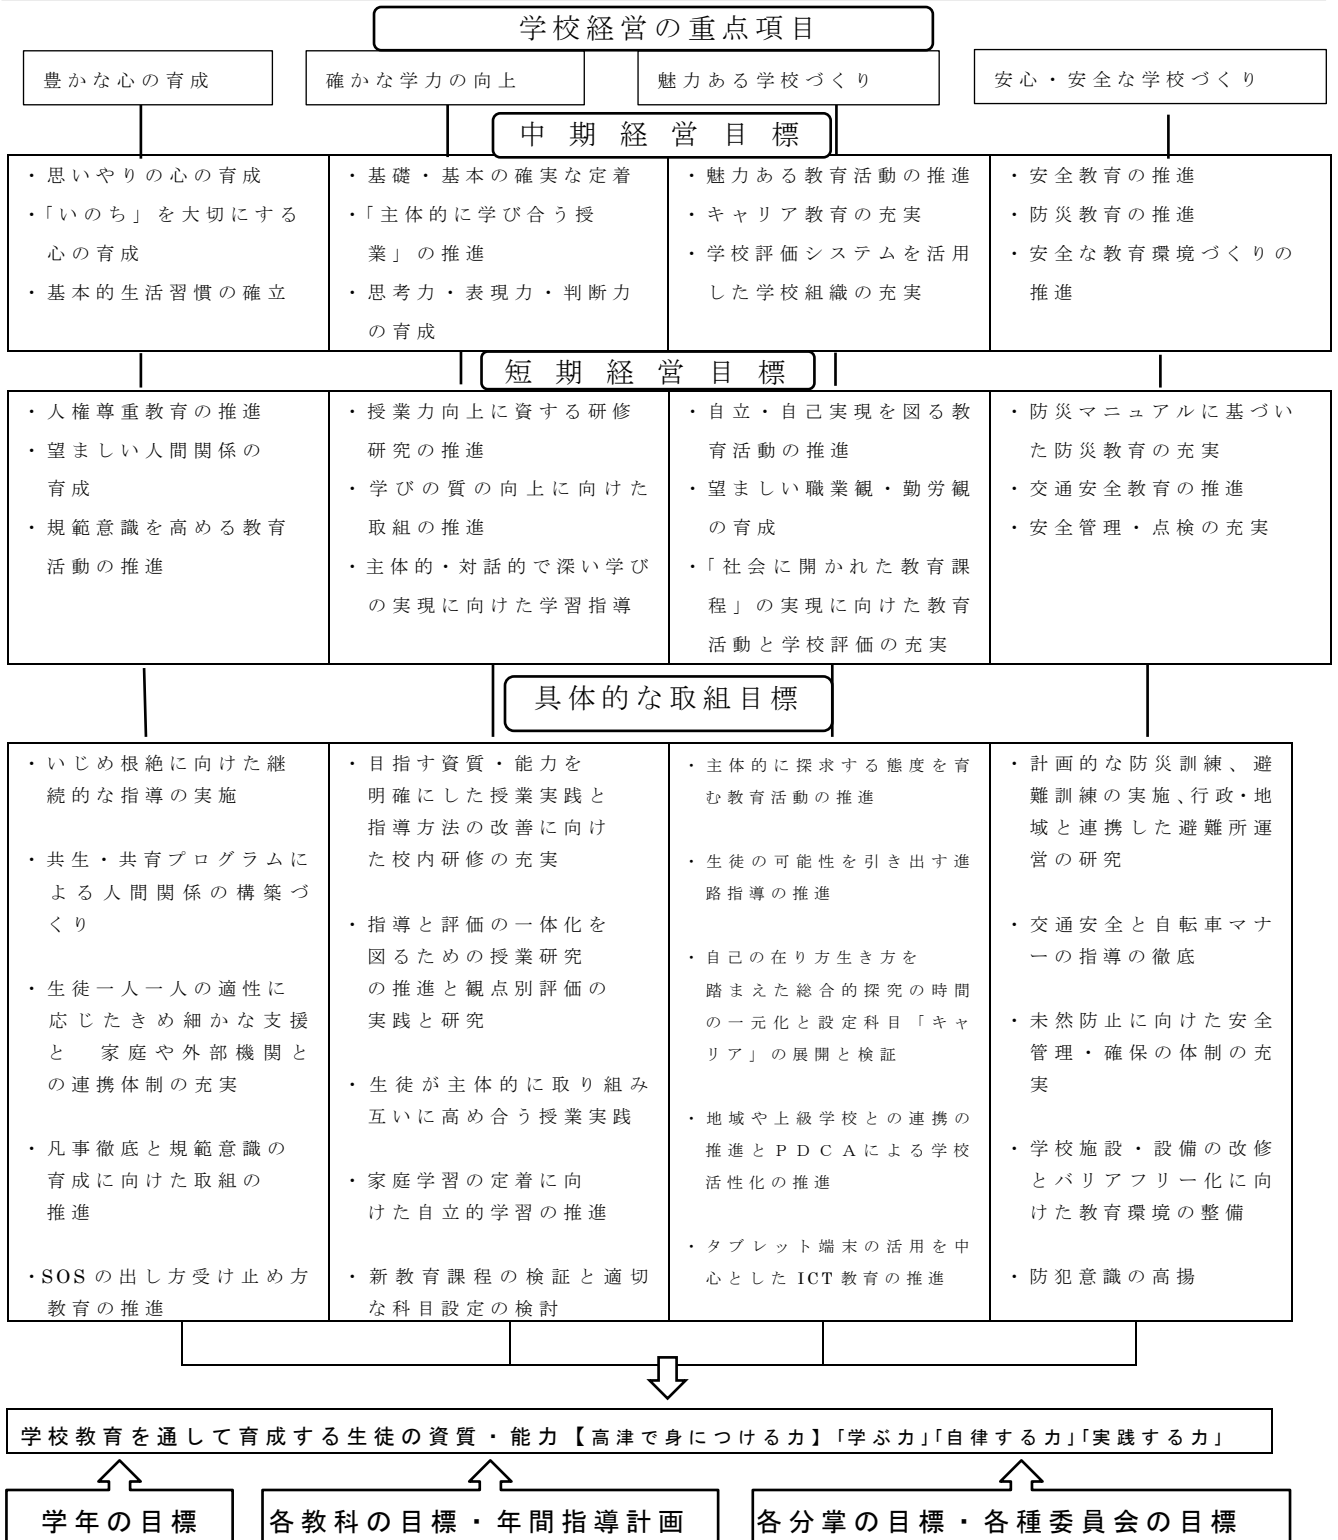 学校経営の重点項目
豊かな心の育成
確かな学力の向上
魅力ある学校づくり
安心・安全な学校づくり
中期経営目標
・思いやりの心の育成
・「いのち」を大切にする
心の育成
・基本的生活習慣の確立
・基礎・基本の確実な定着
・「主体的に学び合う授
業」の推進
・思考力・表現力・判断力
の育成
・魅力ある教育活動の推進
・キャリア教育の充実
・学校評価システムを活用
した学校組織の充実
・安全教育の推進
・防災教育の推進
・安全な教育環境づくりの
推進
短期経営目標
・人権尊重教育の推進
・望ましい人間関係の
育成
・規範意識を高める教育
活動の推進
・授業力向上に資する研修
研究の推進
・学びの質の向上に向けた
取組の推進
・主体的・対話的で深い学び
の実現に向けた学習指導
・自立・自己実現を図る教
育活動の推進
・望ましい職業観・勤労観
の育成
・「社会に開かれた教育課
程」の実現に向けた教育
活動と学校評価の充実
・防災マニュアルに基づい
た防災教育の充実
・交通安全教育の推進
・安全管理・点検の充実
具体的な取組目標
・いじめ根絶に向けた継
続的な指導の実施
・共生・共育プログラムに
よる人間関係の構築づ
くり
・生徒一人一人の適性に
応じたきめ細かな支援
と　家庭や外部機関と
の連携体制の充実
・凡事徹底と規範意識の
育成に向けた取組の
推進
・SOSの出し方受け止め方
教育の推進
・目指す資質・能力を
明確にした授業実践と
指導方法の改善に向け
た校内研修の充実
・指導と評価の一体化を
図るための授業研究
の推進と観点別評価の
実践と研究
・生徒が主体的に取り組み
互いに高め合う授業実践
・家庭学習の定着に向
けた自立的学習の推進
・新教育課程の検証と適切
な科目設定の検討
・主体的に探求する態度を育
む教育活動の推進
・生徒の可能性を引き出す進
路指導の推進
・自己の在り方生き方を
踏まえた総合的探究の時間
の一元化と設定科目「キャ
リア」の展開と検証
・地域や上級学校との連携の
推進とPDCAによる学校
活性化の推進
・タブレット端末の活用を中
心としたICT教育の推進
・計画的な防災訓練、避
難訓練の実施、行政・地
域と連携した避難所運
営の研究
・交通安全と自転車マナ
ーの指導の徹底
・未然防止に向けた安全
管理・確保の体制の充
実
・学校施設・設備の改修
とバリアフリー化に向
けた教育環境の整備
・防犯意識の高揚
学校教育を通して育成する生徒の資質・能力【高津で身につける力】「学ぶ力」「自律する力」「実践する力」
学年の目標
各教科の目標・年間指導計画
各分掌の目標・各種委員会の目標